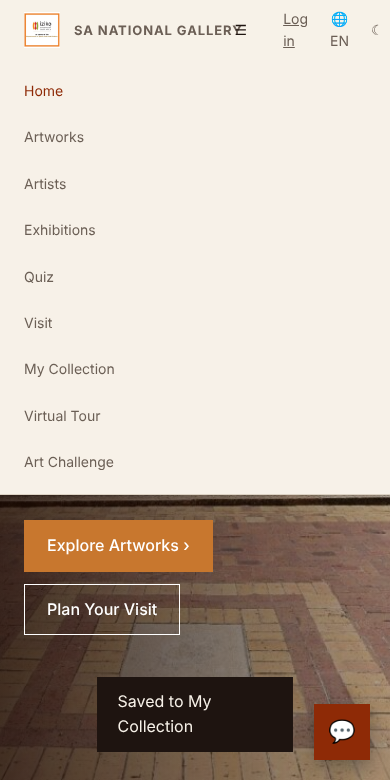 iziko
SA NATIONAL GALLERY
☰
Log
in
🌐
EN
☾
Home
Artworks
Artists
Exhibitions
Quiz
Visit
My Collection
Virtual Tour
Art Challenge
Explore Artworks ›
Plan Your Visit
Saved to My
Collection
💬